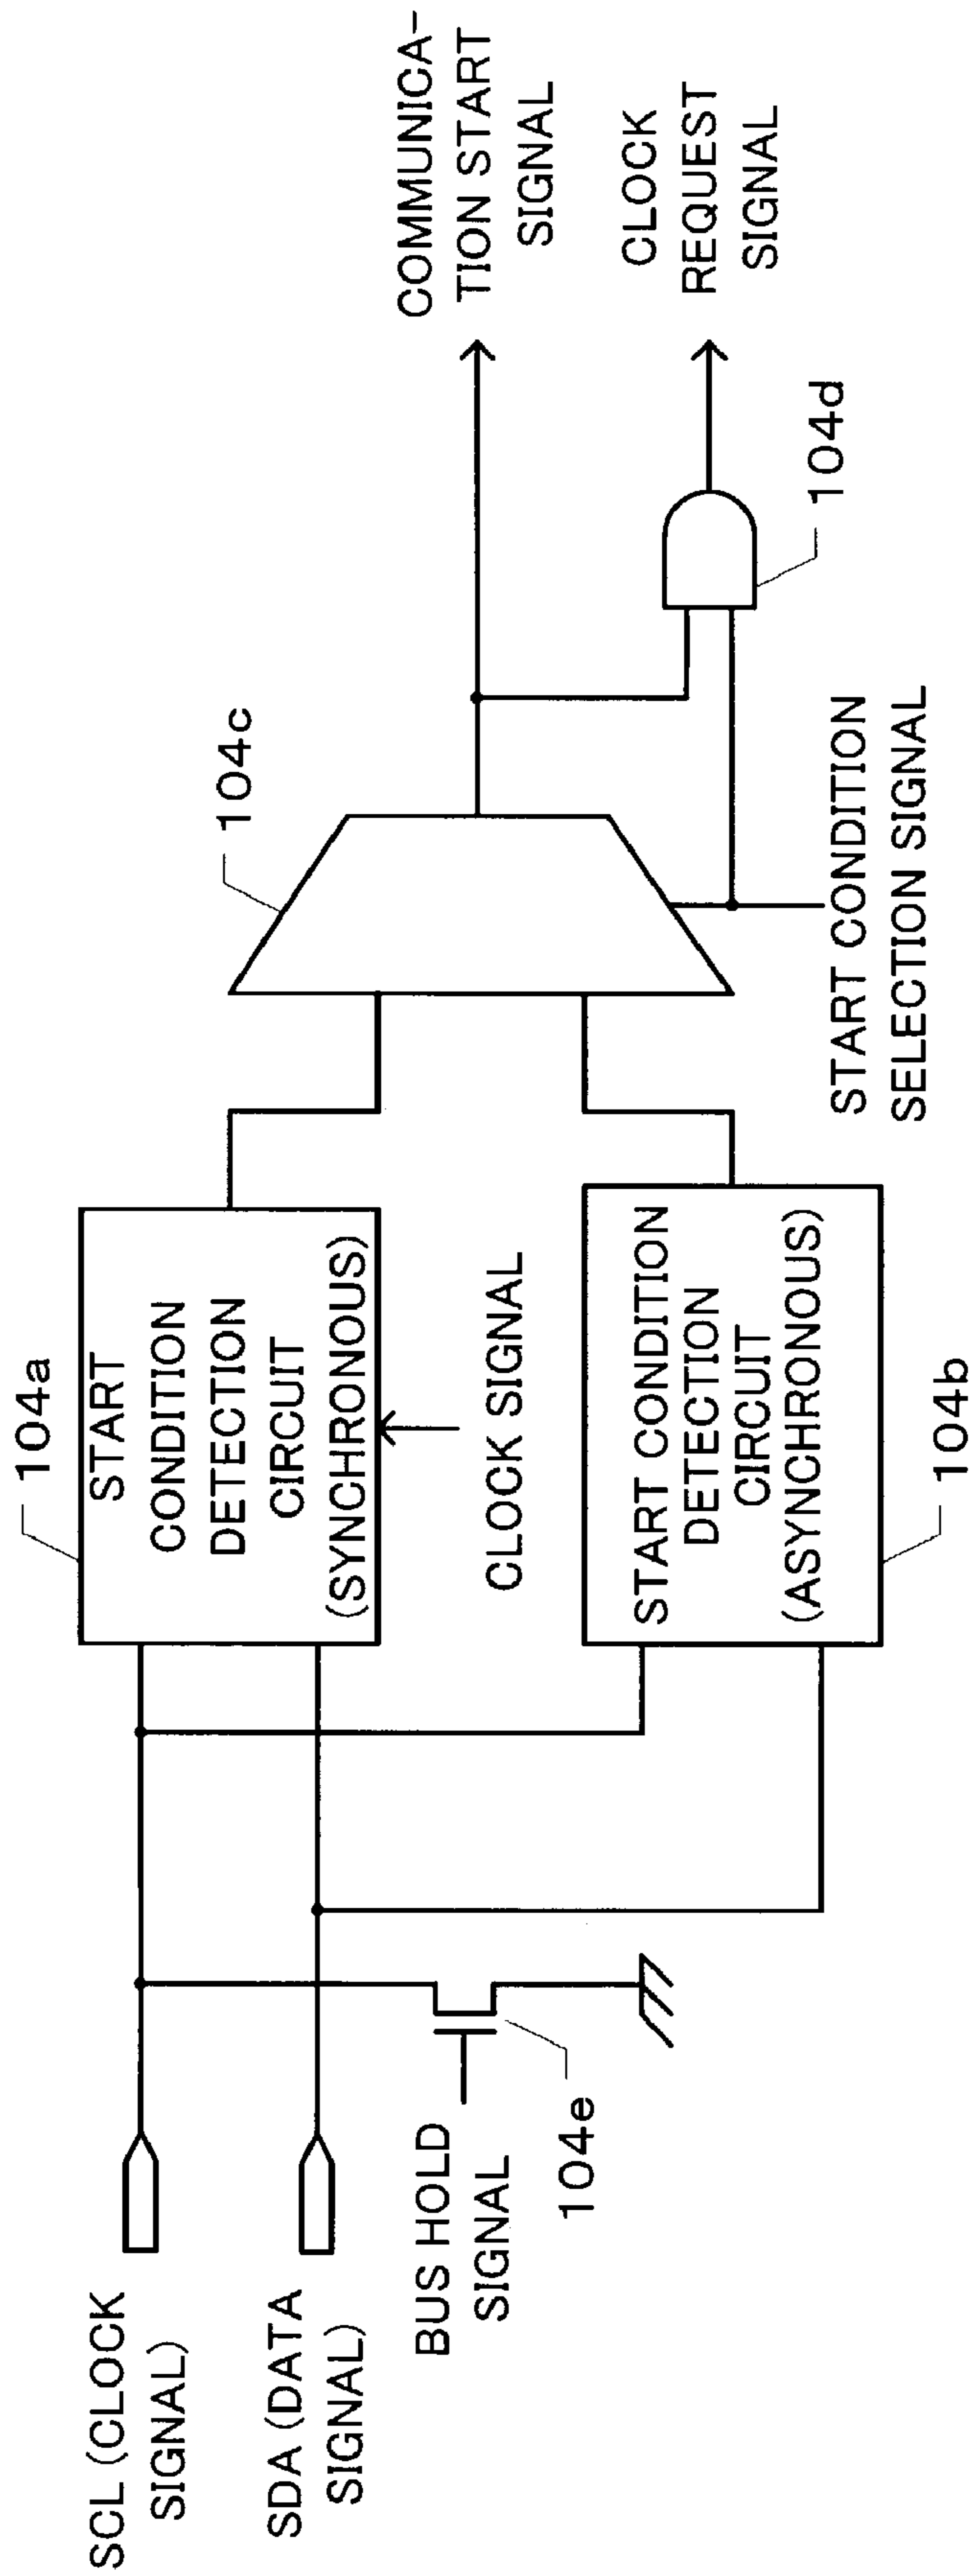 SCL (CLOCK
SIGNAL)
SDA (DATA
SIGNAL)
BUS HOLD
SIGNAL
104e
104a
START
CONDITION
DETECTION
CIRCUIT
(SYNCHRONOUS)
CLOCK SIGNAL
START CONDITION
DETECTION
CIRCUIT
(ASYNCHRONOUS)
104b
104c
START CONDITION
SELECTION SIGNAL
104d
COMMUNICA-
TION START
SIGNAL
CLOCK
REQUEST
SIGNAL